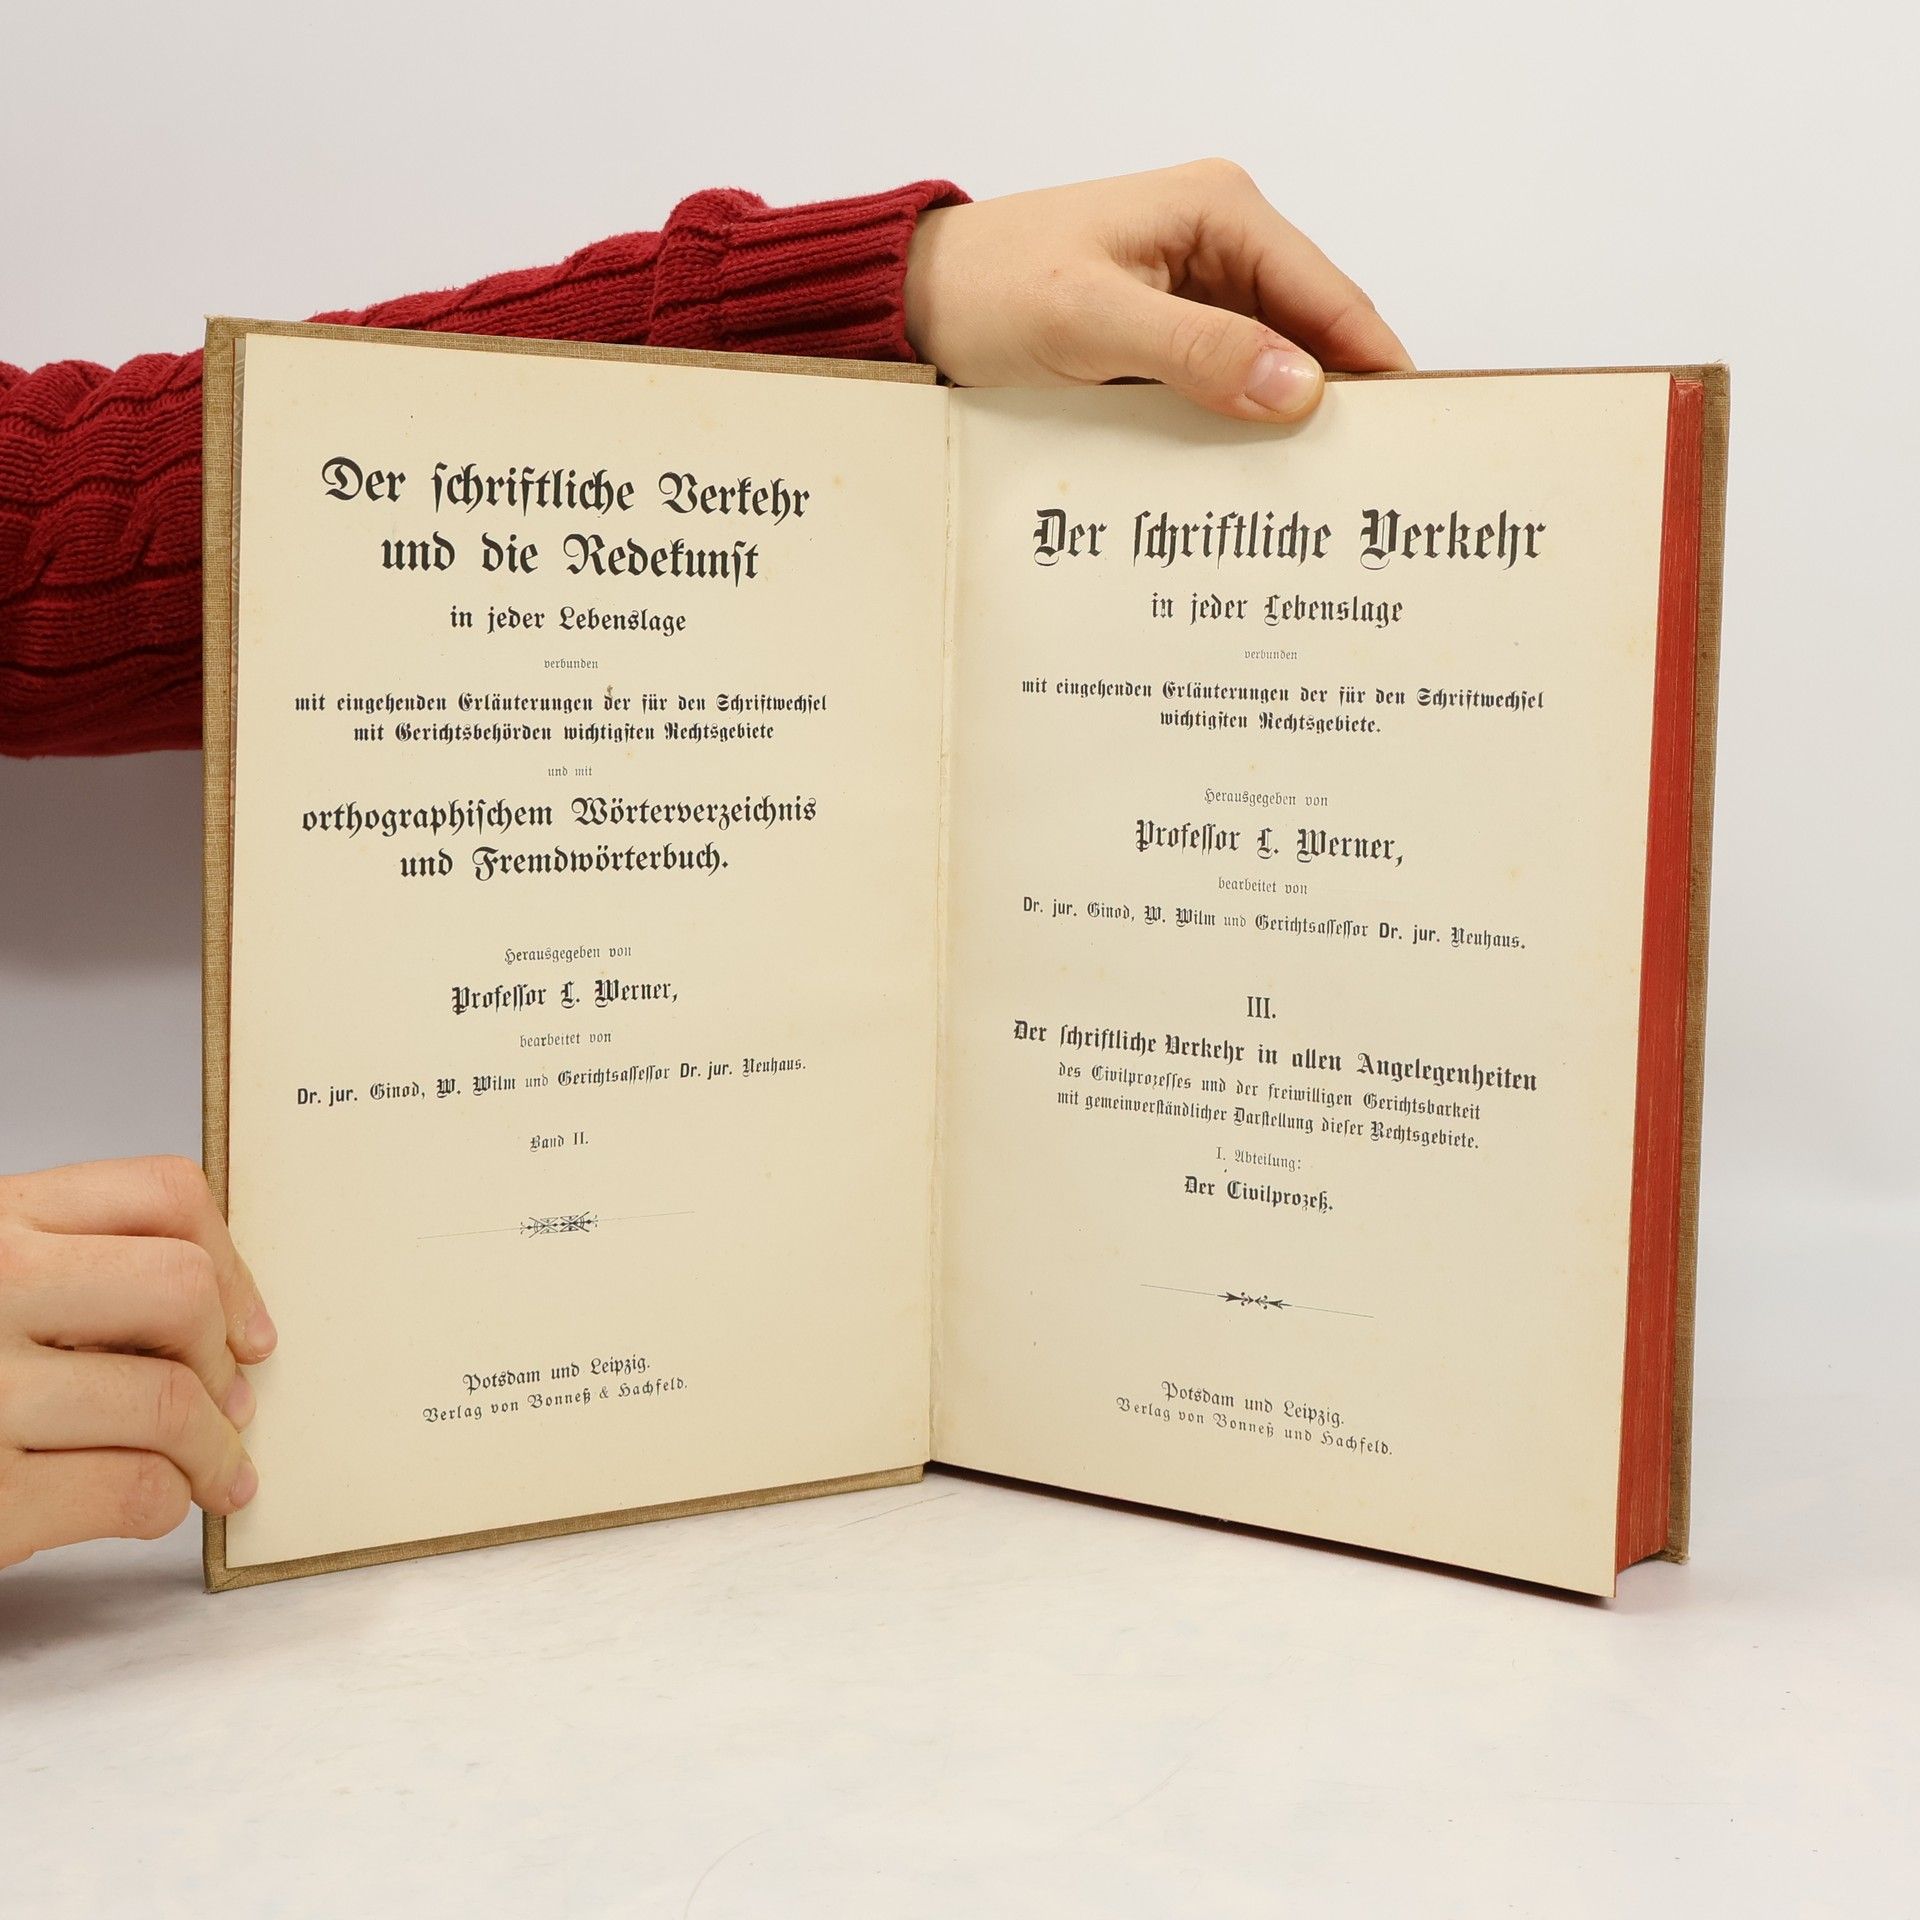 Der schriftliche Verkehr
und die Redekunst
in jeder Lebenslage
verbunden
mit eingehenden Erläuterungen der für den Schriftwechsel
mit Gerichtsbehörden wichtigsten Rechtsgebiete
und mit
orthographischem Wörterverzeichnis
und Fremdwörterbuch.
Herausgegeben von
Professor L. Werner,
bearbeitet von
Dr. jur. Ginod, W. Wilm und Gerichtsassessor Dr. jur. Neuhaus.
Band II.
Potsdam und Leipzig.
Verlag von Bonneß & Hachfeld.
Der schriftliche Verkehr
in jeder Lebenslage
verbunden
mit eingehenden Erläuterungen der für den Schriftwechsel
wichtigsten Rechtsgebiete.
Herausgegeben von
Professor L. Werner,
bearbeitet von
Dr. jur. Ginod, W. Wilm und Gerichtsassessor Dr. jur. Neuhaus.
III.
Der schriftliche Verkehr in allen Angelegenheiten
des Civilprozesses und der freiwilligen Gerichtsbarkeit
mit gemeinverständlicher Darstellung dieser Rechtsgebiete.
I. Abteilung:
Der Civilprozeß.
Potsdam und Leipzig.
Verlag von Bonneß und Hachfeld.